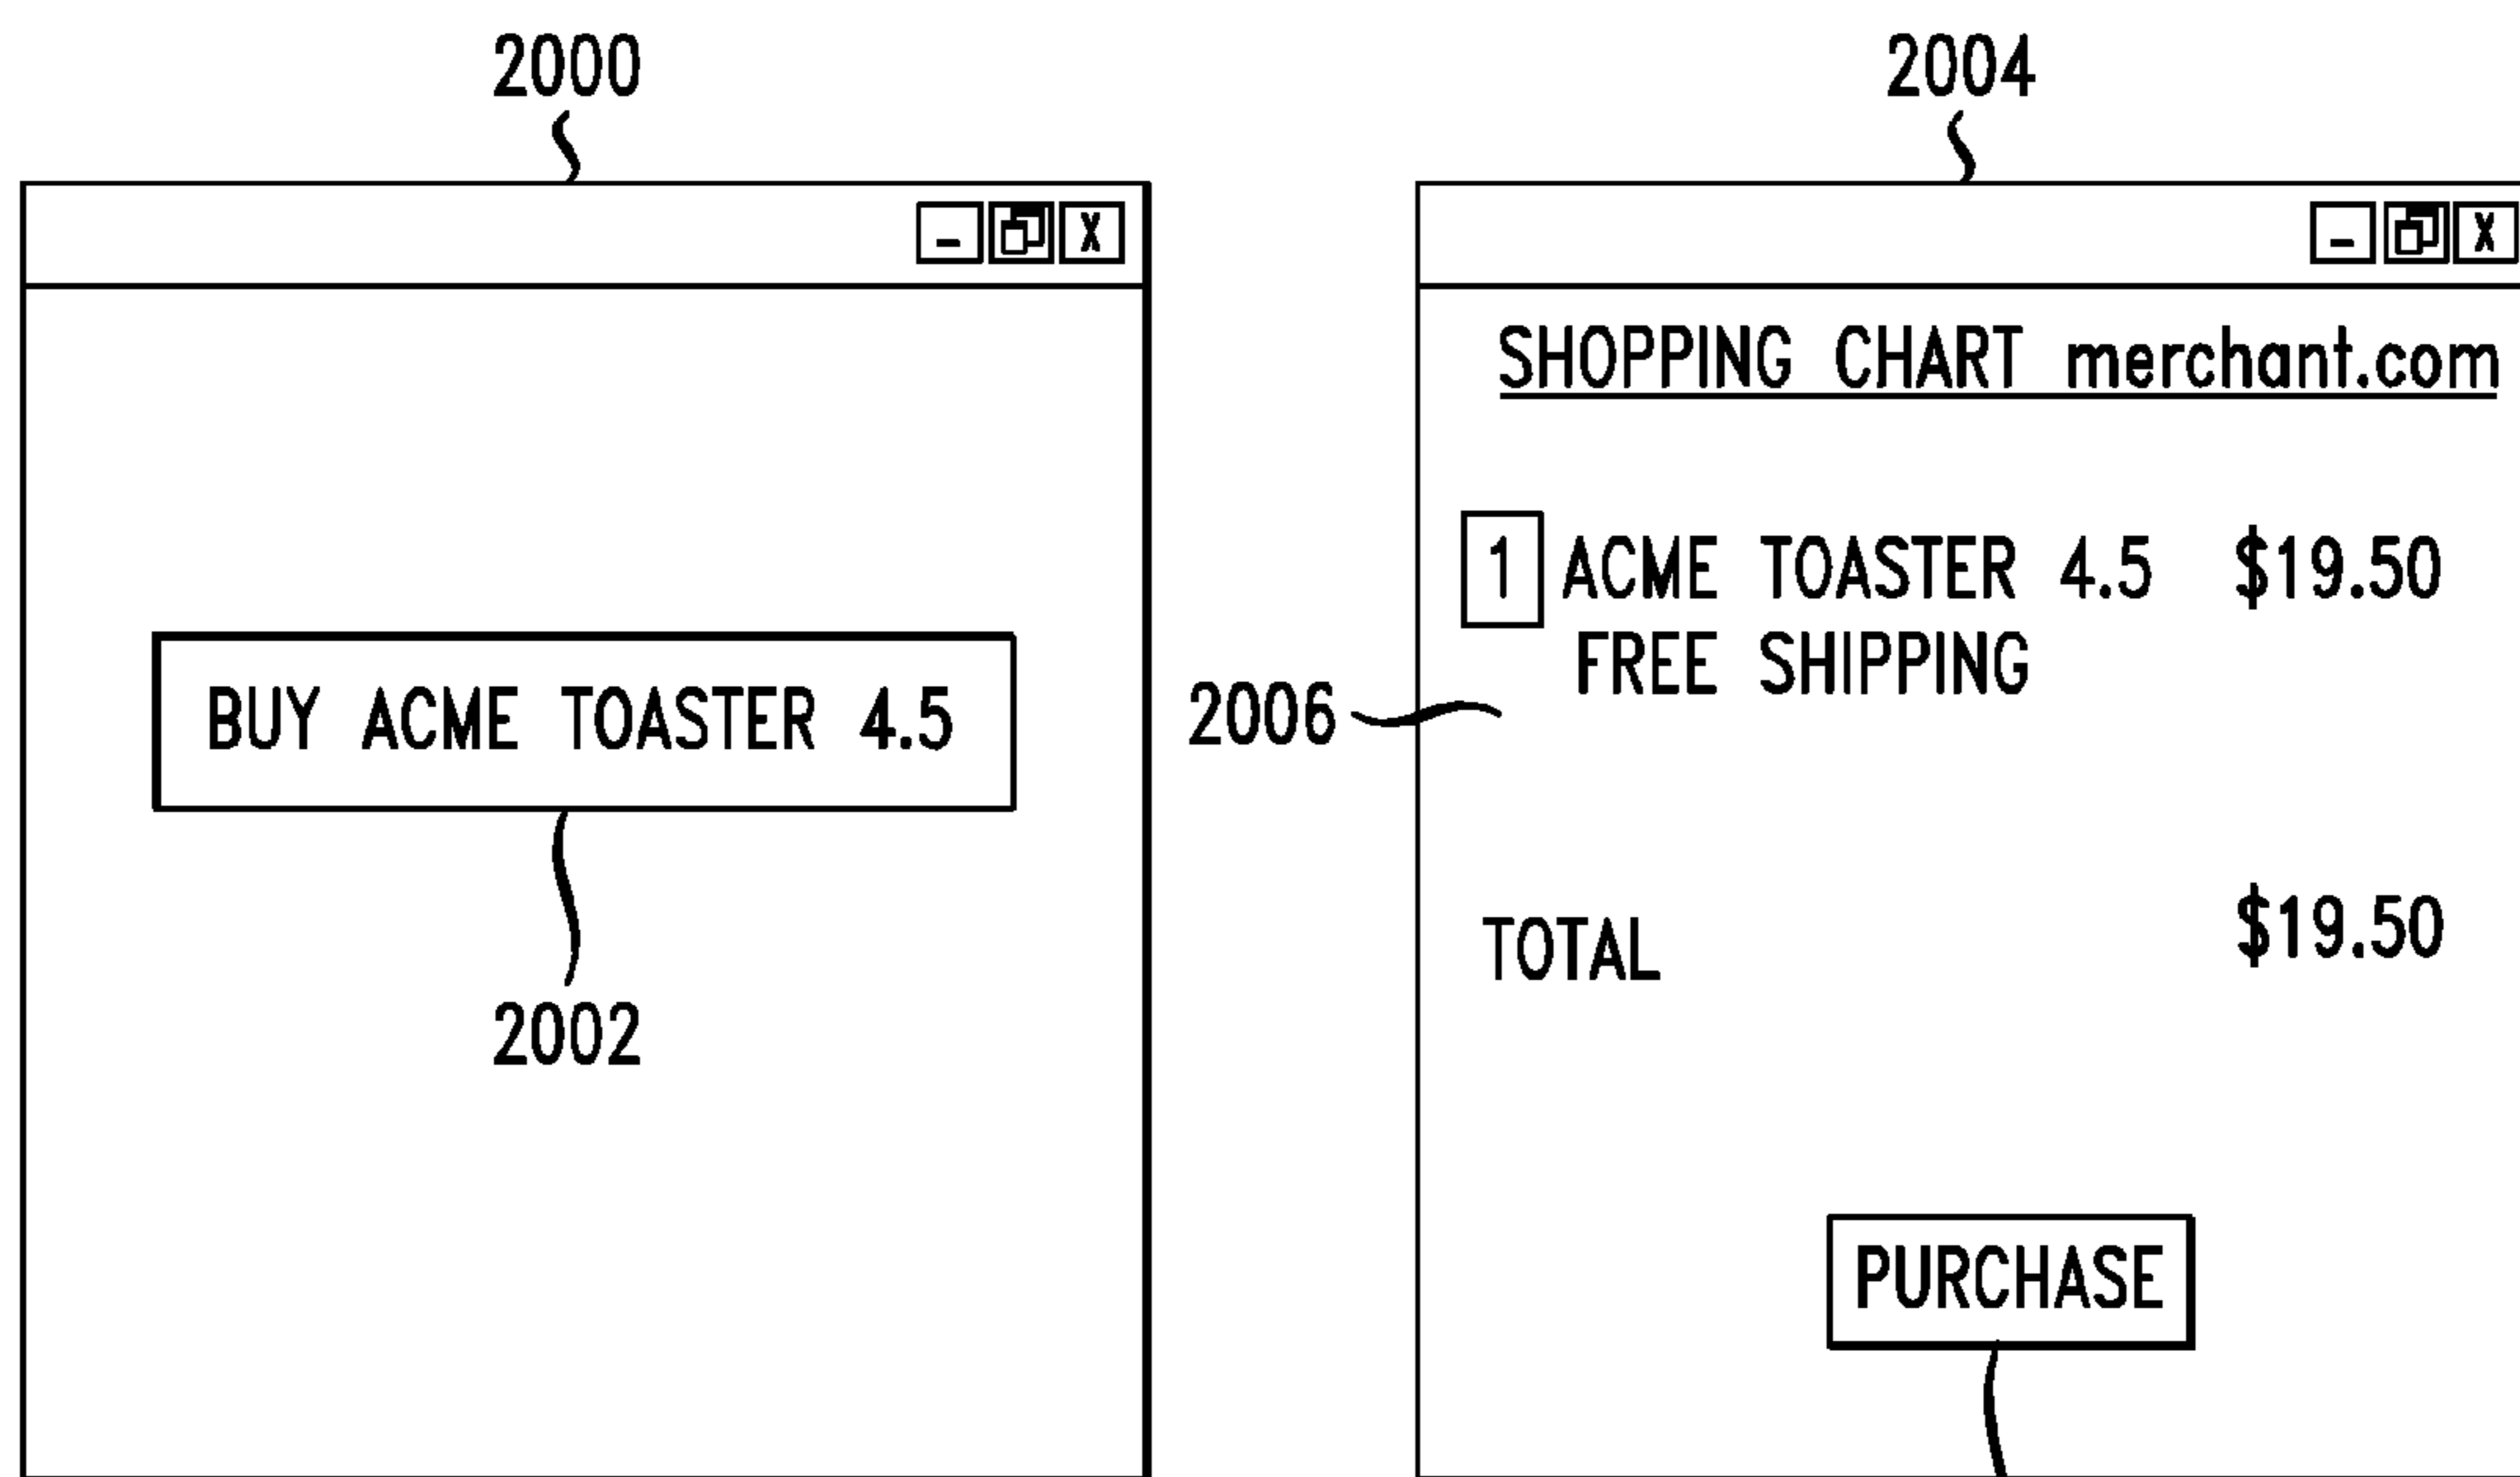 2000
2004
SHOPPING CHART merchant.com
1 ACME TOASTER 4.5 $19.50
FREE SHIPPING
BUY ACME TOASTER 4.5
2006
TOTAL $19.50
2002
PURCHASE